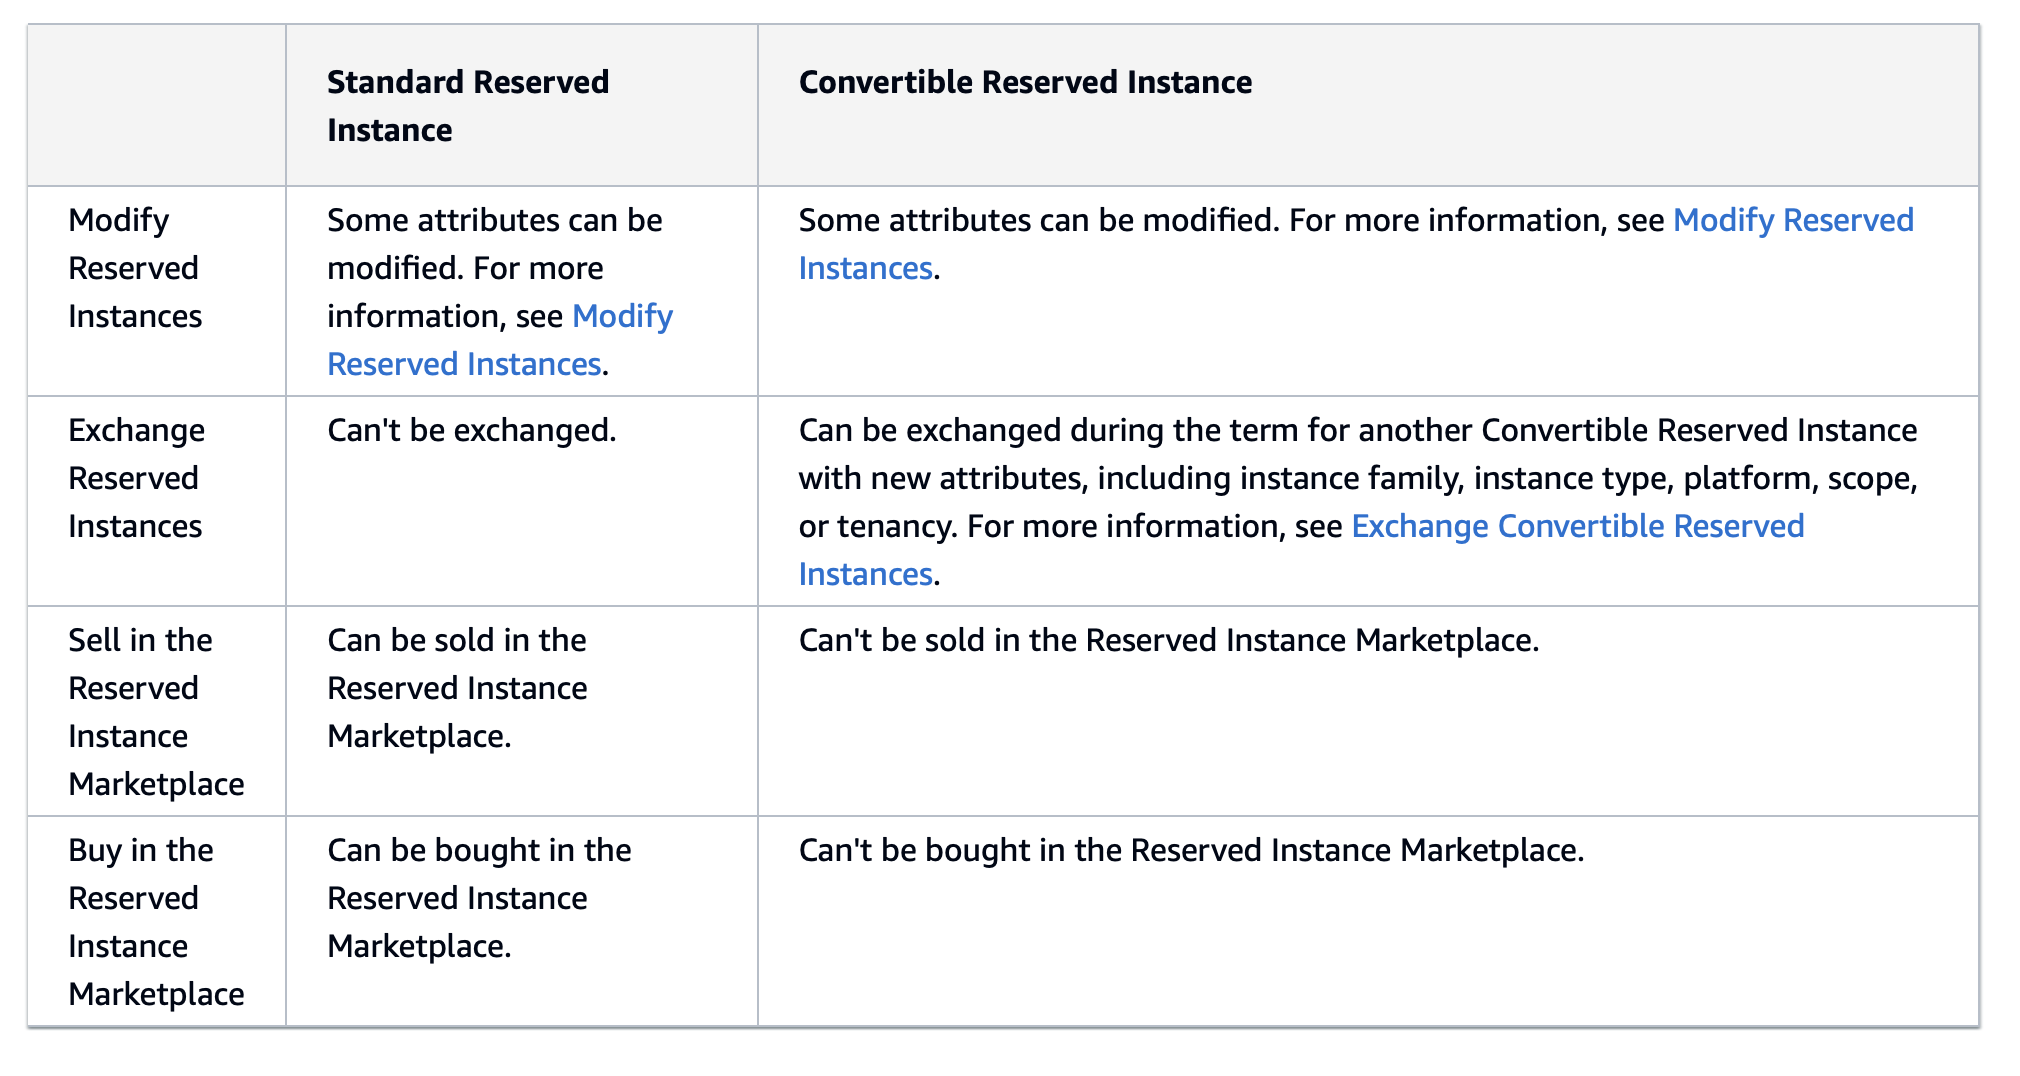 Standard Reserved
Instance
Convertible Reserved Instance
Modify
Reserved
Instances
Some attributes can be
modified. For more
information, see Modify
Reserved Instances.
Some attributes can be modified. For more information, see Modify Reserved
Instances.
Exchange
Reserved
Instances
Can't be exchanged.
Can be exchanged during the term for another Convertible Reserved Instance
with new attributes, including instance family, instance type, platform, scope,
or tenancy. For more information, see Exchange Convertible Reserved
Instances.
Sell in the
Reserved
Instance
Marketplace
Can be sold in the
Reserved Instance
Marketplace.
Can't be sold in the Reserved Instance Marketplace.
Buy in the
Reserved
Instance
Marketplace
Can be bought in the
Reserved Instance
Marketplace.
Can't be bought in the Reserved Instance Marketplace.